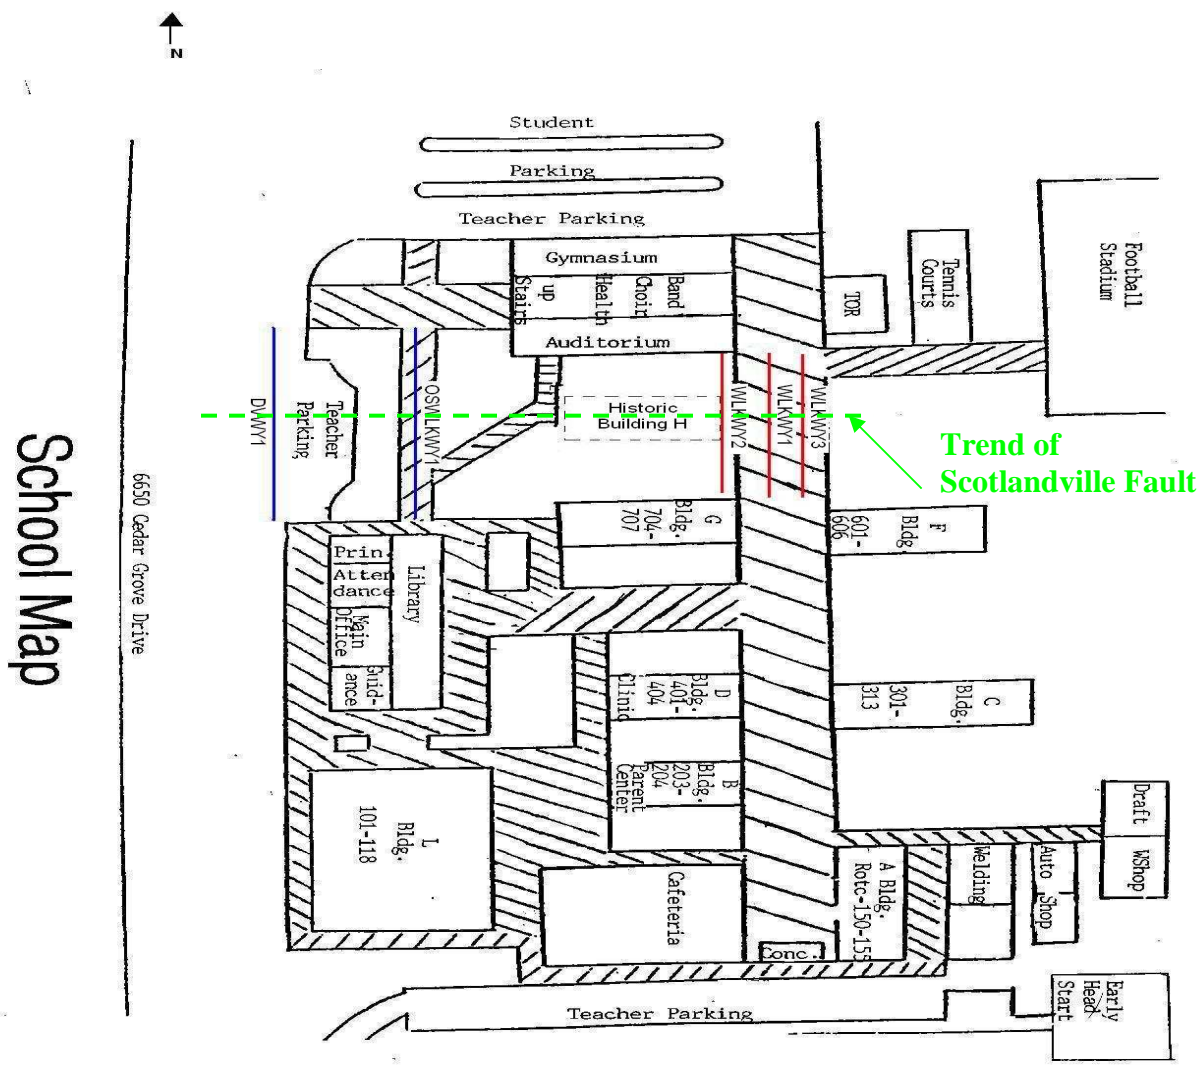 N
Student
Parking
Teacher Parking
Gymnasium
Band
Choir
Health
up
Stairs
Auditorium
TOR
Tennis
Courts
Football
Stadium
DVWY1
Teacher
Parking
OSWLKWY1
Historic
Building H
WLKWY2
WLKWY1
WLKWY3
Trend of
Scotlandville Fault
School Map
6650 Cedar Grove Drive
G
Bldg.
704-
707
F
Bldg.
601-
606
Prin.
Atten
dance
Main
Office
Guid-
ance
Library
D
Bldg.
401-
404
Clinic
C
Bldg.
301-
313
B
Bldg.
203-
204
Parent
Center
L
Bldg.
101-118
Cafeteria
Conc.
A Bldg.
Rotc-150-155
Welding
Auto Shop
Draft
WShop
Early
Head
Start
Teacher Parking